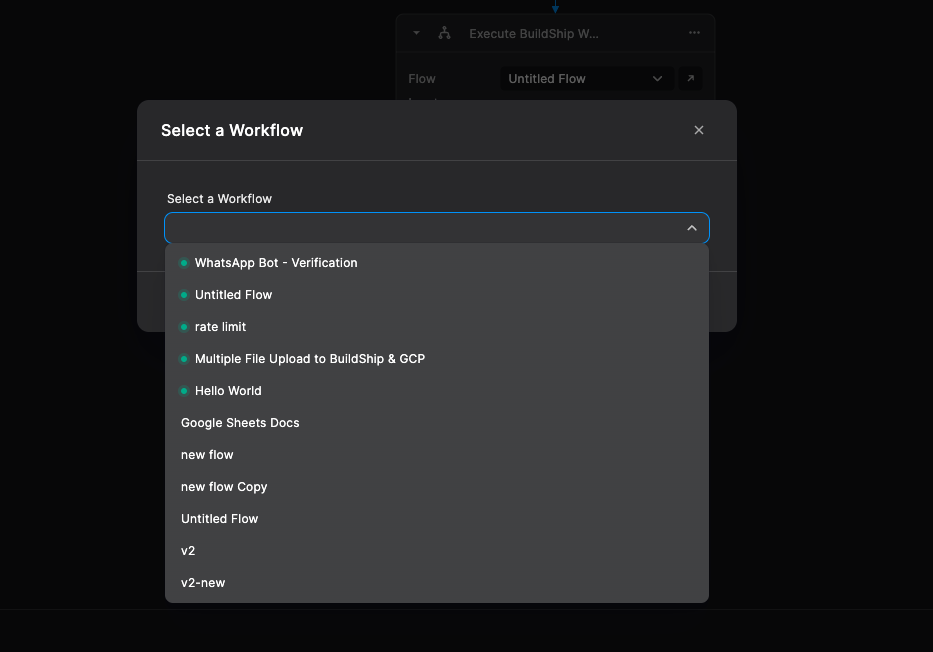 Execute BuildShip W...
Flow
Untitled Flow
Select a Workflow
Select a Workflow
WhatsApp Bot - Verification
Untitled Flow
rate limit
Multiple File Upload to BuildShip & GCP
Hello World
Google Sheets Docs
new flow
new flow Copy
Untitled Flow
v2
v2-new